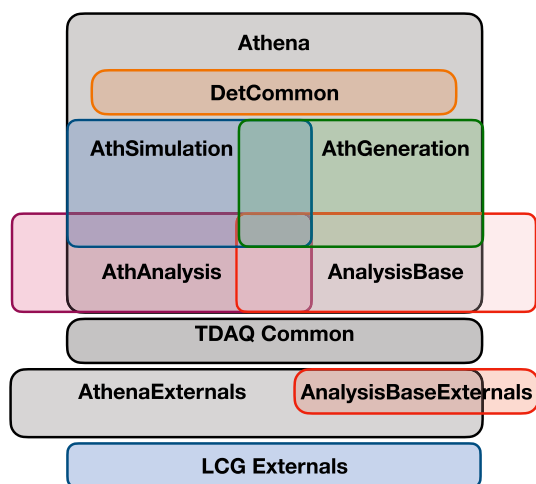 Athena
DetCommon
AthSimulation AthGeneration
AthAnalysis AnalysisBase
TDAQ Common
AthenaExternals AnalysisBaseExternals
LCG Externals